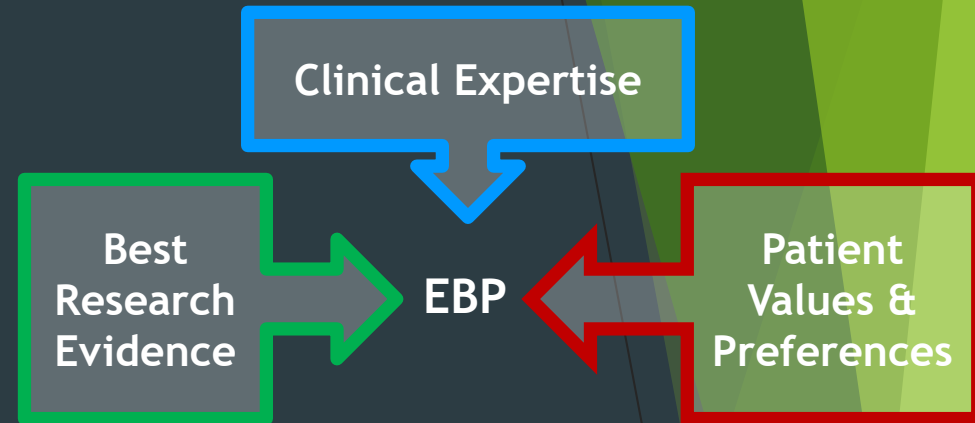 Clinical Expertise
Best
Research
Evidence
EBP
Patient
Values &
Preferences